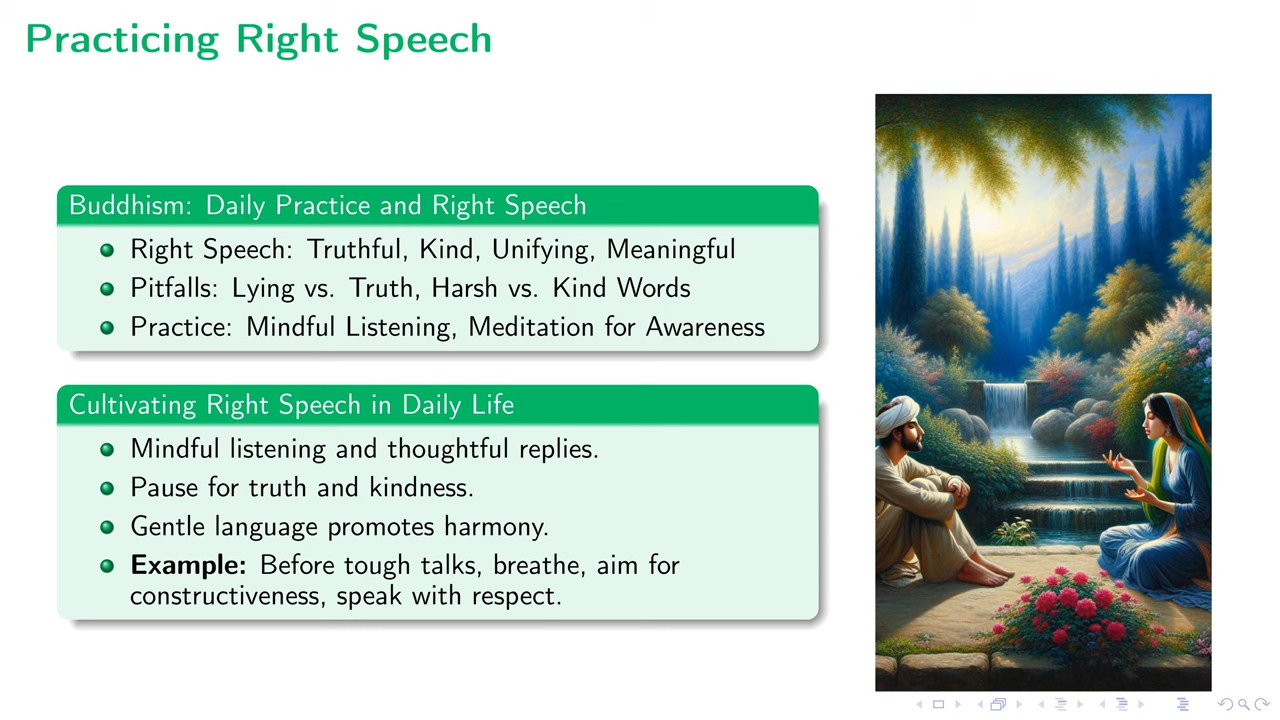 Practicing Right Speech
Buddhism: Daily Practice and Right Speech
Right Speech: Truthful, Kind, Unifying, Meaningful
Pitfalls: Lying vs. Truth, Harsh vs. Kind Words
Practice: Mindful Listening, Meditation for Awareness
Cultivating Right Speech in Daily Life
Mindful listening and thoughtful replies.
Pause for truth and kindness.
Gentle language promotes harmony.
Example: Before tough talks, breathe, aim for
constructiveness, speak with respect.